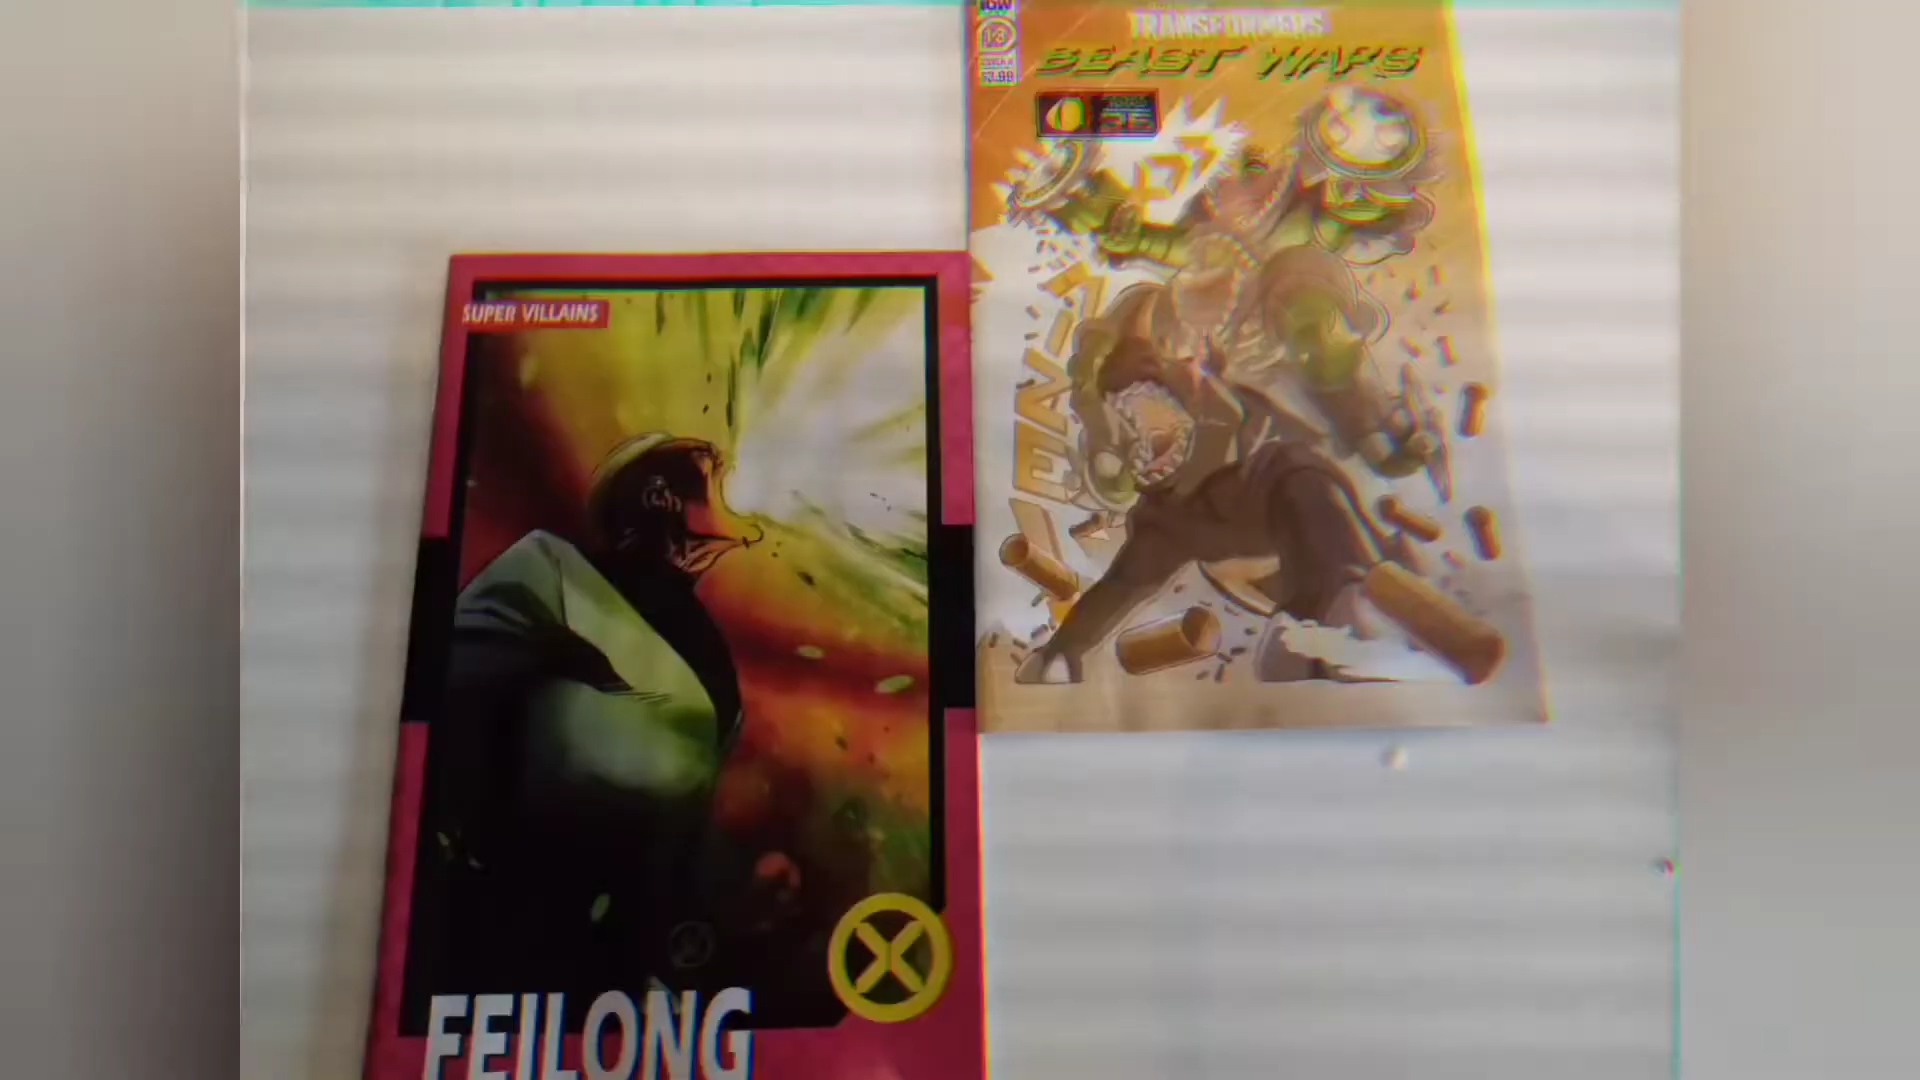 IDW
13
$3.99
TRANSFORMERS
BEAST WARS
SUPER VILLAINS
FEILONG